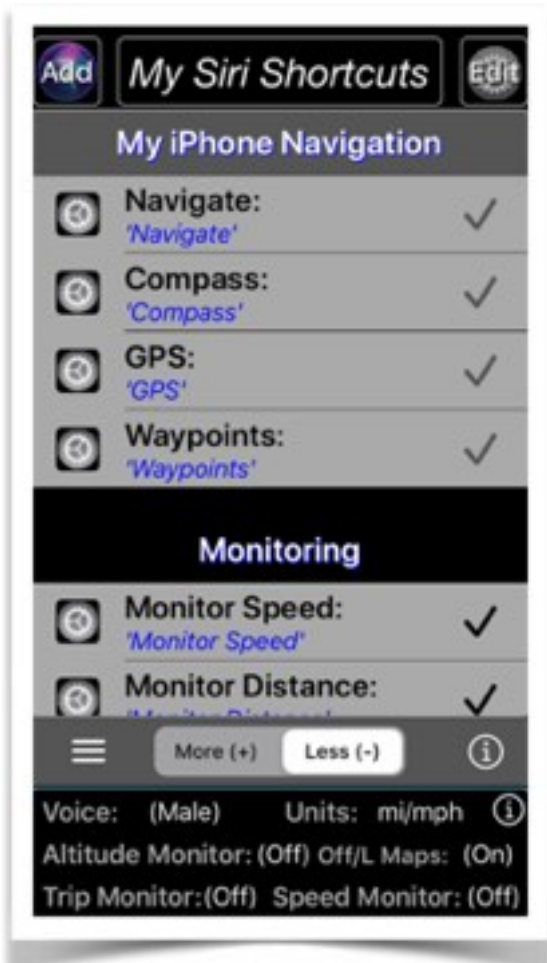 Add My Siri Shortcuts Edit
My iPhone Navigation
Navigate:
'Navigate'
Compass:
'Compass'
GPS:
'GPS'
Waypoints:
'Waypoints'
Monitoring
Monitor Speed:
'Monitor Speed'
Monitor Distance:
'Monitor Distance'
More (+) Less (-)
Voice: (Male) Units: mi/mph
Altitude Monitor: (Off) Off/L Maps: (On)
Trip Monitor:(Off) Speed Monitor: (Off)